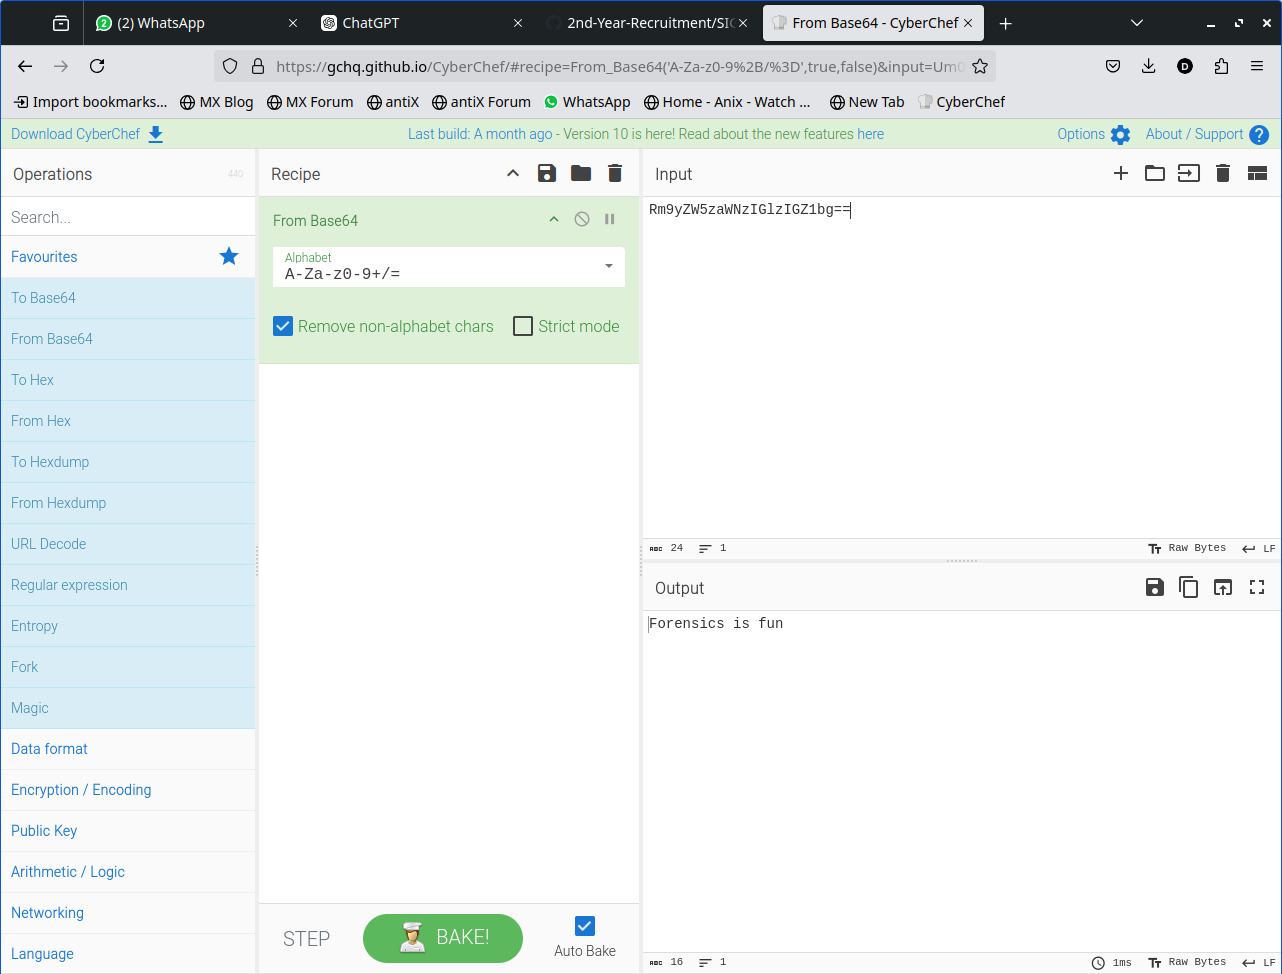 (2) WhatsApp
ChatGPT
2nd-Year-Recruitment/SIG
From Base64 - CyberChef
https://gchq.github.io/CyberChef/#recipe=From_Base64('A-Za-z0-9%2B/%3D',true,false)&input=Um0
D
Import bookmarks...
MX Blog
MX Forum
antiX
antiX Forum
WhatsApp
Home - Anix - Watch ...
New Tab
CyberChef
Download CyberChef
Last build: A month ago - Version 10 is here! Read about the new features here
Options
About / Support
Operations
440
Recipe
Input
Search...
Favourites
To Base64
From Base64
To Hex
From Hex
To Hexdump
From Hexdump
URL Decode
Regular expression
Entropy
Fork
Magic
Data format
Encryption / Encoding
Public Key
Arithmetic / Logic
Networking
Language
From Base64
Alphabet
A-Za-z0-9+/=
Remove non-alphabet chars
Strict mode
STEP
BAKE!
Auto Bake
Rm9yZW5zaWNzIGlzIGZ1bg==
ABC 24
1
Raw Bytes
LF
Output
Forensics is fun
ABC 16
1
1ms
Raw Bytes
LF